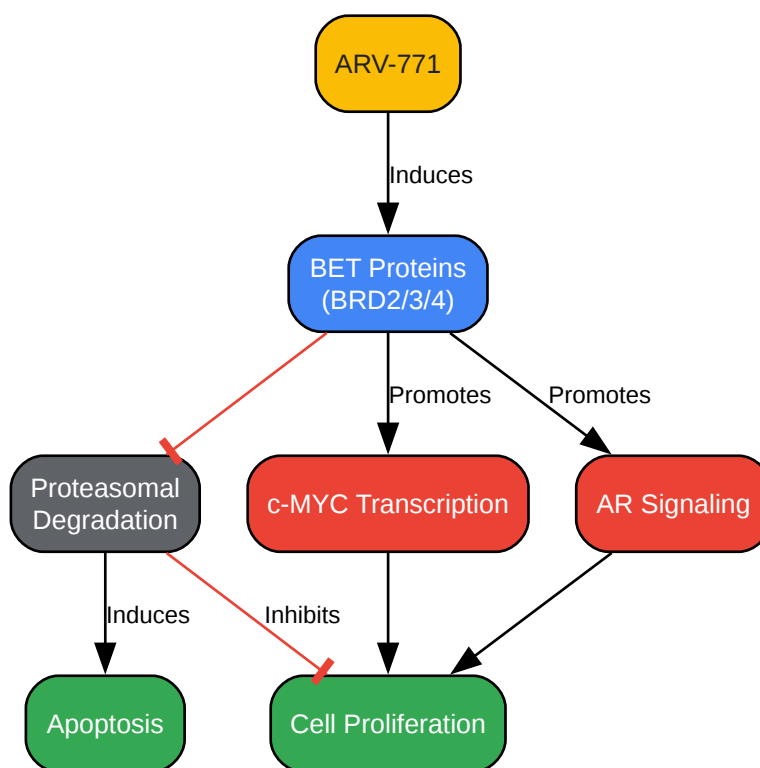 ARV-771
Induces
BET Proteins
(BRD2/3/4)
Promotes
Promotes
Proteasomal
Degradation
c-MYC Transcription
AR Signaling
Induces
Inhibits
Apoptosis
Cell Proliferation